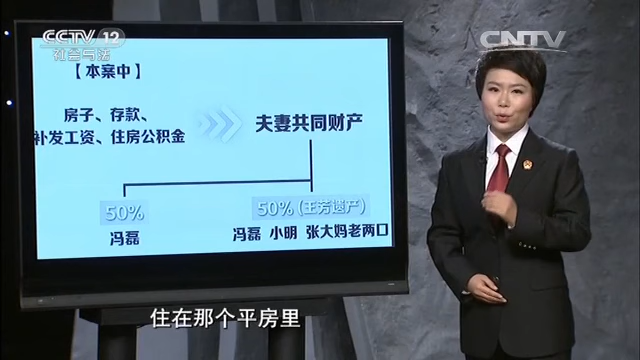 CCTV 12
社会与法
CNTV
【本案中】
房子、存款、
补发工资、住房公积金
夫妻共同财产
50%
50% (王芳遗产)
冯磊
冯磊 小明 张大妈老两口
住在那个平房里